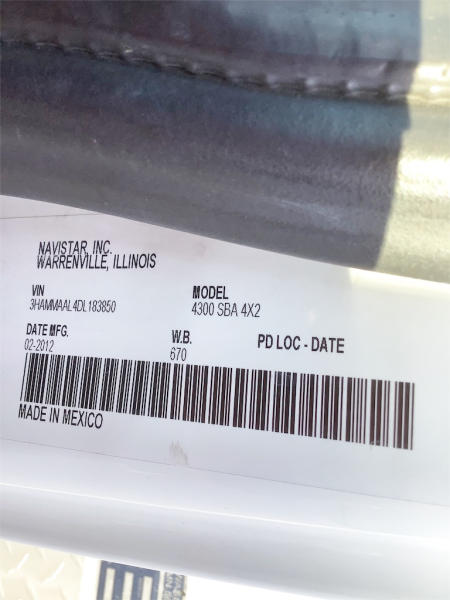 NAVISTAR, INC.
WARRENVILLE, ILLINOIS
VIN MODEL
3HAMMAAL4DL183850 4300 SBA 4X2
DATE MFG. W.B. PD LOC - DATE
02-2012 670
MADE IN MEXICO